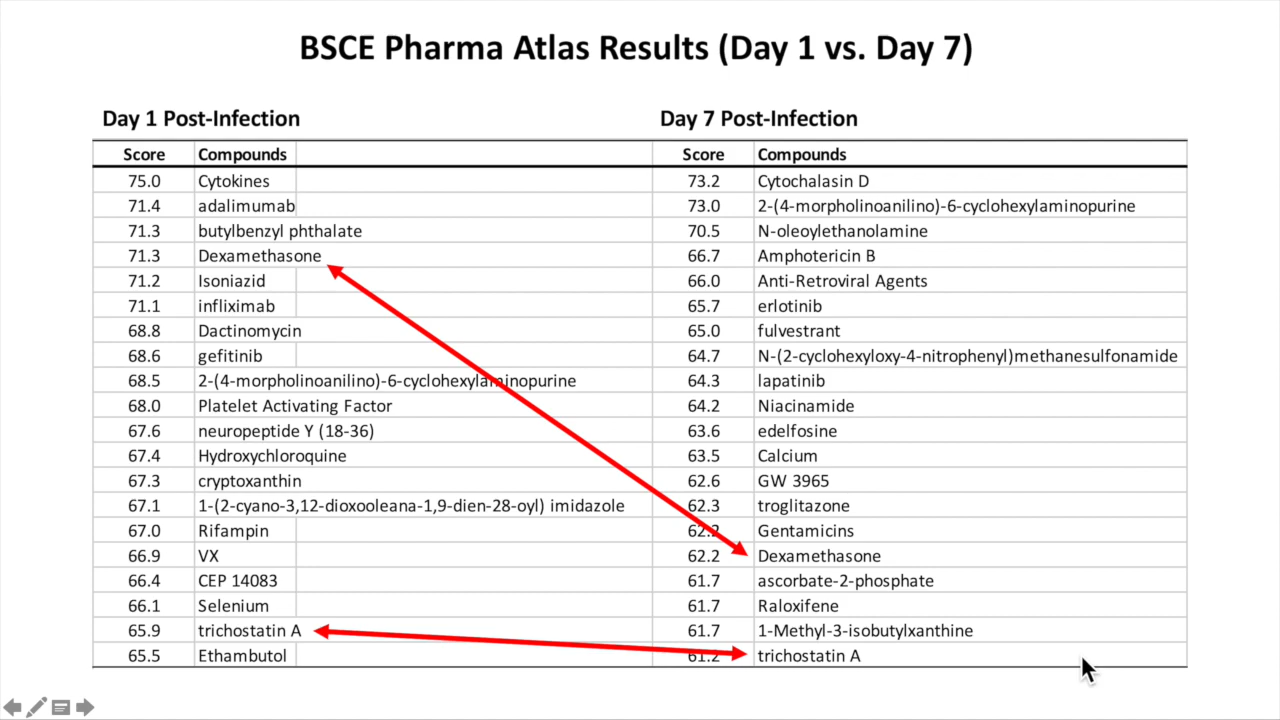 BSCE Pharma Atlas Results (Day 1 vs. Day 7)
Day 1 Post-Infection
Score Compounds
75.0 Cytokines
71.4 adalimumab
71.3 butylbenzyl phthalate
71.3 Dexamethasone
71.2 Isoniazid
71.1 infliximab
68.8 Dactinomycin
68.6 gefitinib
68.5 2-(4-morpholinoanilino)-6-cyclohexylaminopurine
68.0 Platelet Activating Factor
67.6 neuropeptide Y (18-36)
67.4 Hydroxychloroquine
67.3 cryptoxanthin
67.1 1-(2-cyano-3,12-dioxooleana-1,9-dien-28-oyl) imidazole
67.0 Rifampin
66.9 VX
66.4 CEP 14083
66.1 Selenium
65.9 trichostatin A
65.5 Ethambutol
Day 7 Post-Infection
Score Compounds
73.2 Cytochalasin D
73.0 2-(4-morpholinoanilino)-6-cyclohexylaminopurine
70.5 N-oleoylethanolamine
66.7 Amphotericin B
66.0 Anti-Retroviral Agents
65.7 erlotinib
65.0 fulvestrant
64.7 N-(2-cyclohexyloxy-4-nitrophenyl)methanesulfonamide
64.3 lapatinib
64.2 Niacinamide
63.6 edelfosine
63.5 Calcium
62.6 GW 3965
62.3 troglitazone
62.2 Gentamicins
62.2 Dexamethasone
61.7 ascorbate-2-phosphate
61.7 Raloxifene
61.7 1-Methyl-3-isobutylxanthine
61.2 trichostatin A